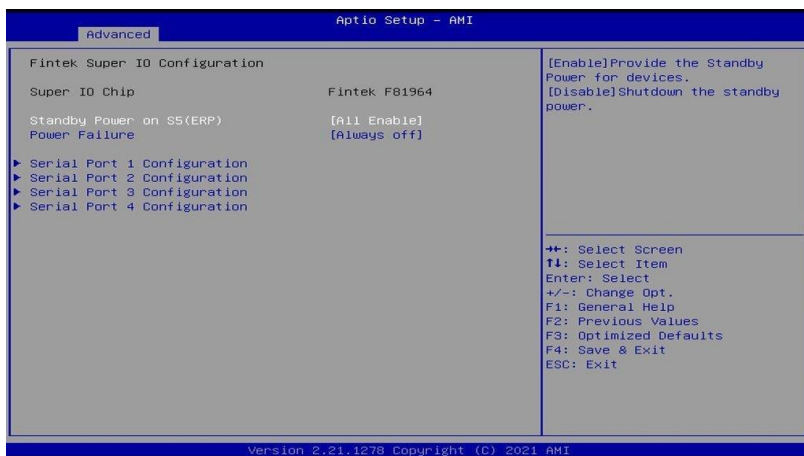 Aptio Setup – AMI
Advanced
Fintek Super IO Configuration
Super IO Chip Fintek F81964
Standby Power on S5(ERP) [All Enable]
Power Failure [Always off]
► Serial Port 1 Configuration
► Serial Port 2 Configuration
► Serial Port 3 Configuration
► Serial Port 4 Configuration
[Enable]Provide the Standby
Power for devices.
[Disable]Shutdown the standby
power.
→←: Select Screen
↑↓: Select Item
Enter: Select
+/-: Change Opt.
F1: General Help
F2: Previous Values
F3: Optimized Defaults
F4: Save & Exit
ESC: Exit
Version 2.21.1278 Copyright (C) 2021 AMI